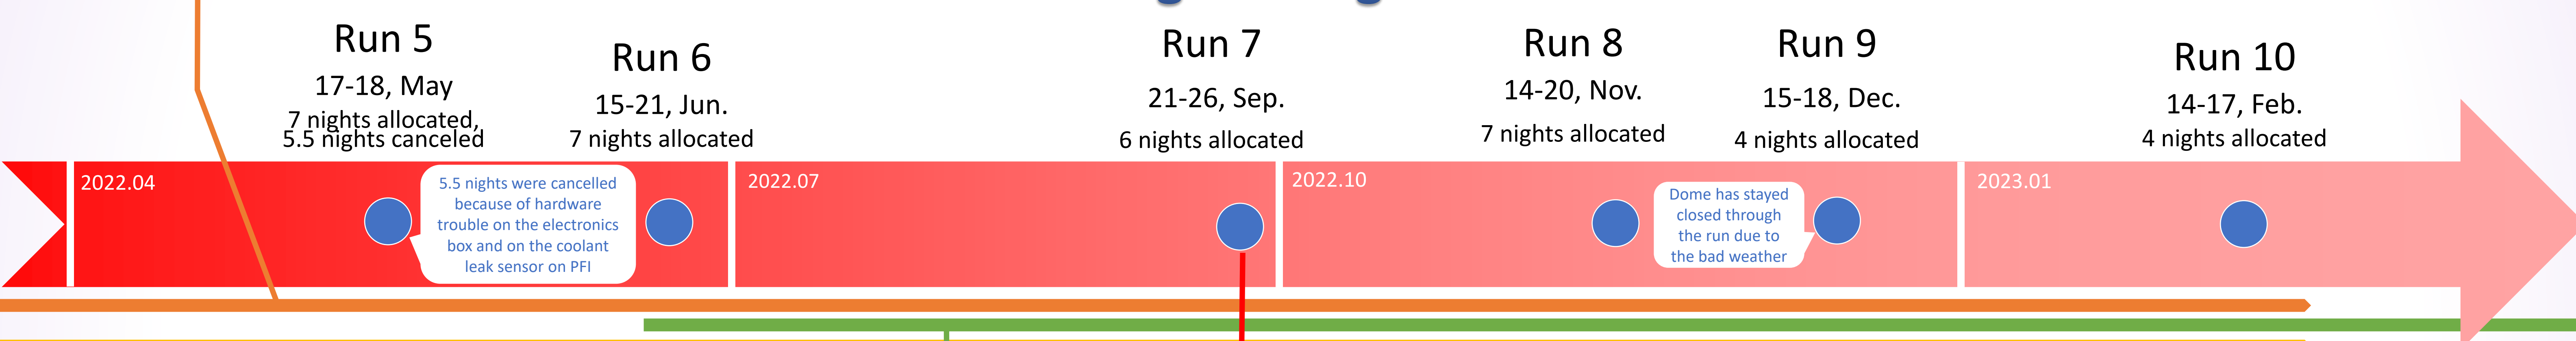 Run 5
17-18, May
7 nights allocated,
5.5 nights canceled
Run 6
15-21, Jun.
7 nights allocated
Run 7
21-26, Sep.
6 nights allocated
Run 8
14-20, Nov.
7 nights allocated
Run 9
15-18, Dec.
4 nights allocated
Run 10
14-17, Feb.
4 nights allocated
2022.04
5.5 nights were cancelled
because of hardware
trouble on the electronics
box and on the coolant
leak sensor on PFI
2022.07
2022.10
Dome has stayed
closed through
the run due to
the bad weather
2023.01